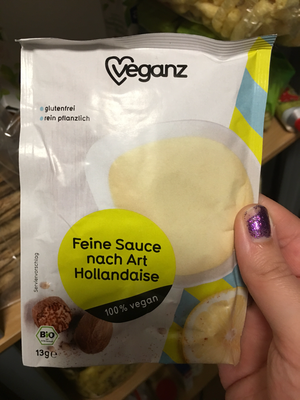 veganz
glutenfrei
rein pflanzlich
Feine Sauce
nach Art
Hollandaise
100% vegan
Serviervorschlag
BIO
13g